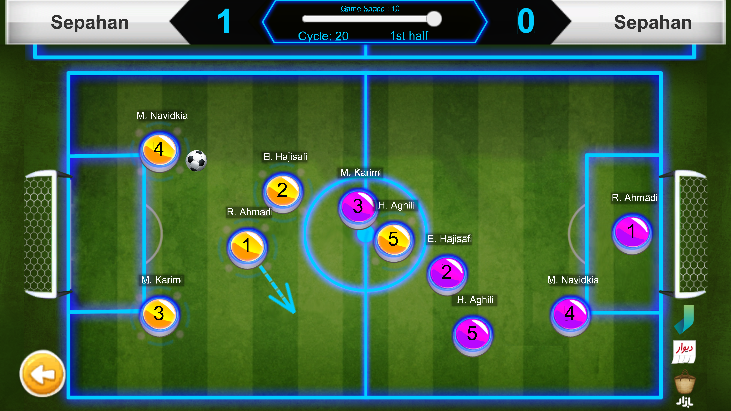 Sepahan
1
Game Speed : 10
0
Sepahan
Cycle: 20
1st half
M. Navidkia
4
E. Hajisafi
2
M. Karimi
3
H. Aghili
5
R. Ahmadi
1
R. Ahmadi
1
E. Hajisafi
2
M. Karimi
3
M. Navidkia
4
H. Aghili
5
دیوار
بازار